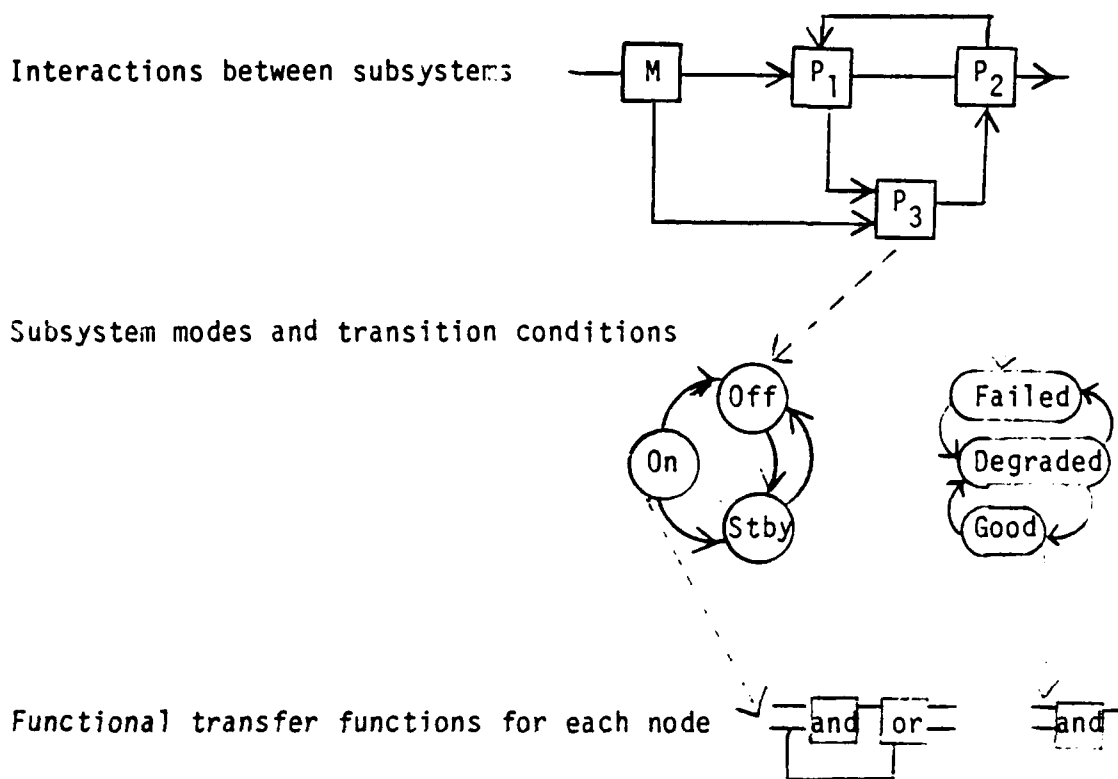 Interactions between subsystems
M
P1
P2
P3
Subsystem modes and transition conditions
Off
On
Stby
Failed
Degraded
Good
Functional transfer functions for each node
and
or
and